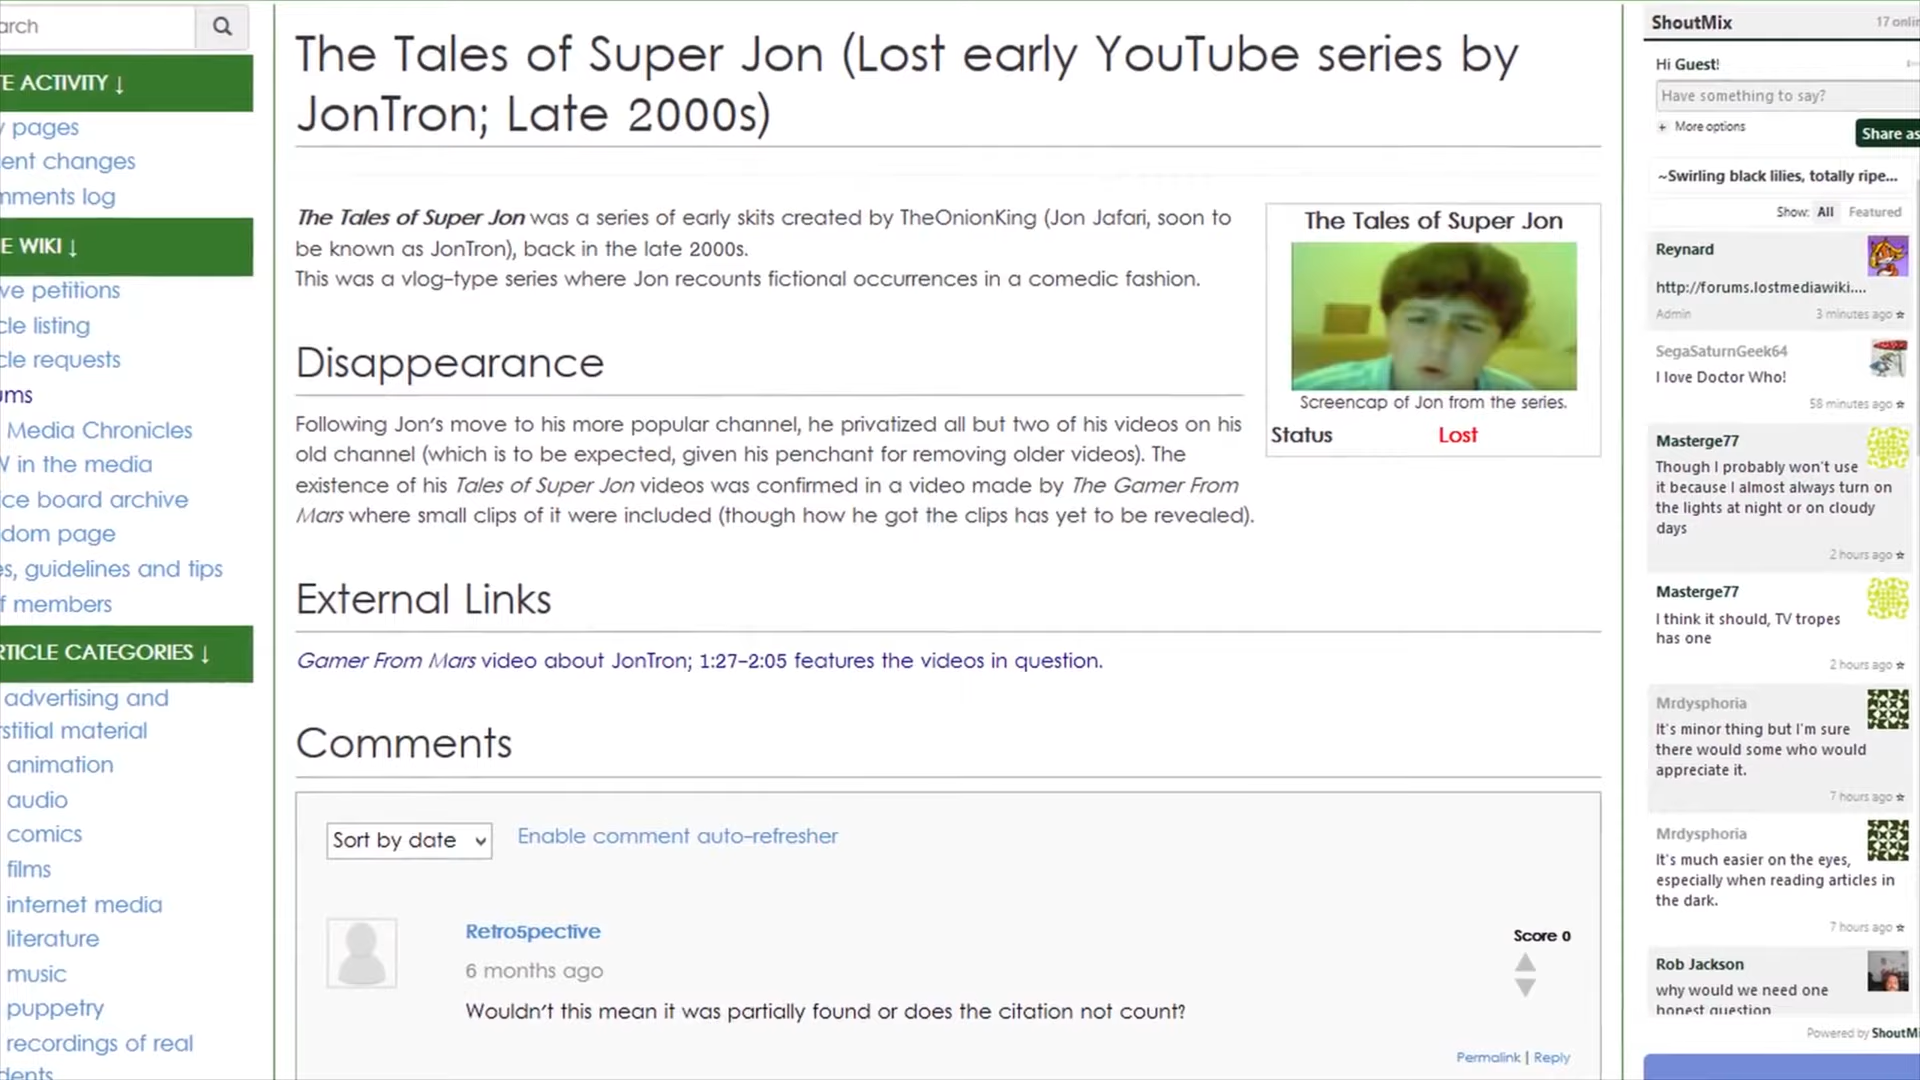 arch
E ACTIVITY ↓
y pages
ent changes
mments log
E WIKI ↓
ve petitions
cle listing
cle requests
ums
Media Chronicles
W in the media
ice board archive
dom page
es, guidelines and tips
f members
RTICLE CATEGORIES ↓
advertising and
rstitial material
animation
audio
comics
films
internet media
literature
music
puppetry
recordings of real
dents
The Tales of Super Jon (Lost early YouTube series by
JonTron; Late 2000s)
The Tales of Super Jon was a series of early skits created by TheOnionKing (Jon Jafari, soon to
be known as JonTron), back in the late 2000s.
This was a vlog-type series where Jon recounts fictional occurrences in a comedic fashion.
The Tales of Super Jon
Screencap of Jon from the series.
Status Lost
Disappearance
Following Jon's move to his more popular channel, he privatized all but two of his videos on his
old channel (which is to be expected, given his penchant for removing older videos). The
existence of his Tales of Super Jon videos was confirmed in a video made by The Gamer From
Mars where small clips of it were included (though how he got the clips has yet to be revealed).
External Links
Gamer From Mars video about JonTron; 1:27-2:05 features the videos in question.
Comments
Sort by date
Enable comment auto-refresher
Retro5pective
6 months ago
Wouldn't this mean it was partially found or does the citation not count?
Score 0
Permalink | Reply
ShoutMix 17 onlin
Hi Guest!
Have something to say?
+ More options
Share as
~Swirling black lilies, totally ripe...
Show: All Featured
Reynard
http://forums.lostmediawiki....
Admin 3 minutes ago
SegaSaturnGeek64
I love Doctor Who!
58 minutes ago
Masterge77
Though I probably won't use
it because I almost always turn on
the lights at night or on cloudy
days
2 hours ago
Masterge77
I think it should, TV tropes
has one
2 hours ago
Mrdysphoria
It's minor thing but I'm sure
there would some who would
appreciate it.
7 hours ago
Mrdysphoria
It's much easier on the eyes,
especially when reading articles in
the dark.
7 hours ago
Rob Jackson
why would we need one
honest question
Powered by ShoutMi